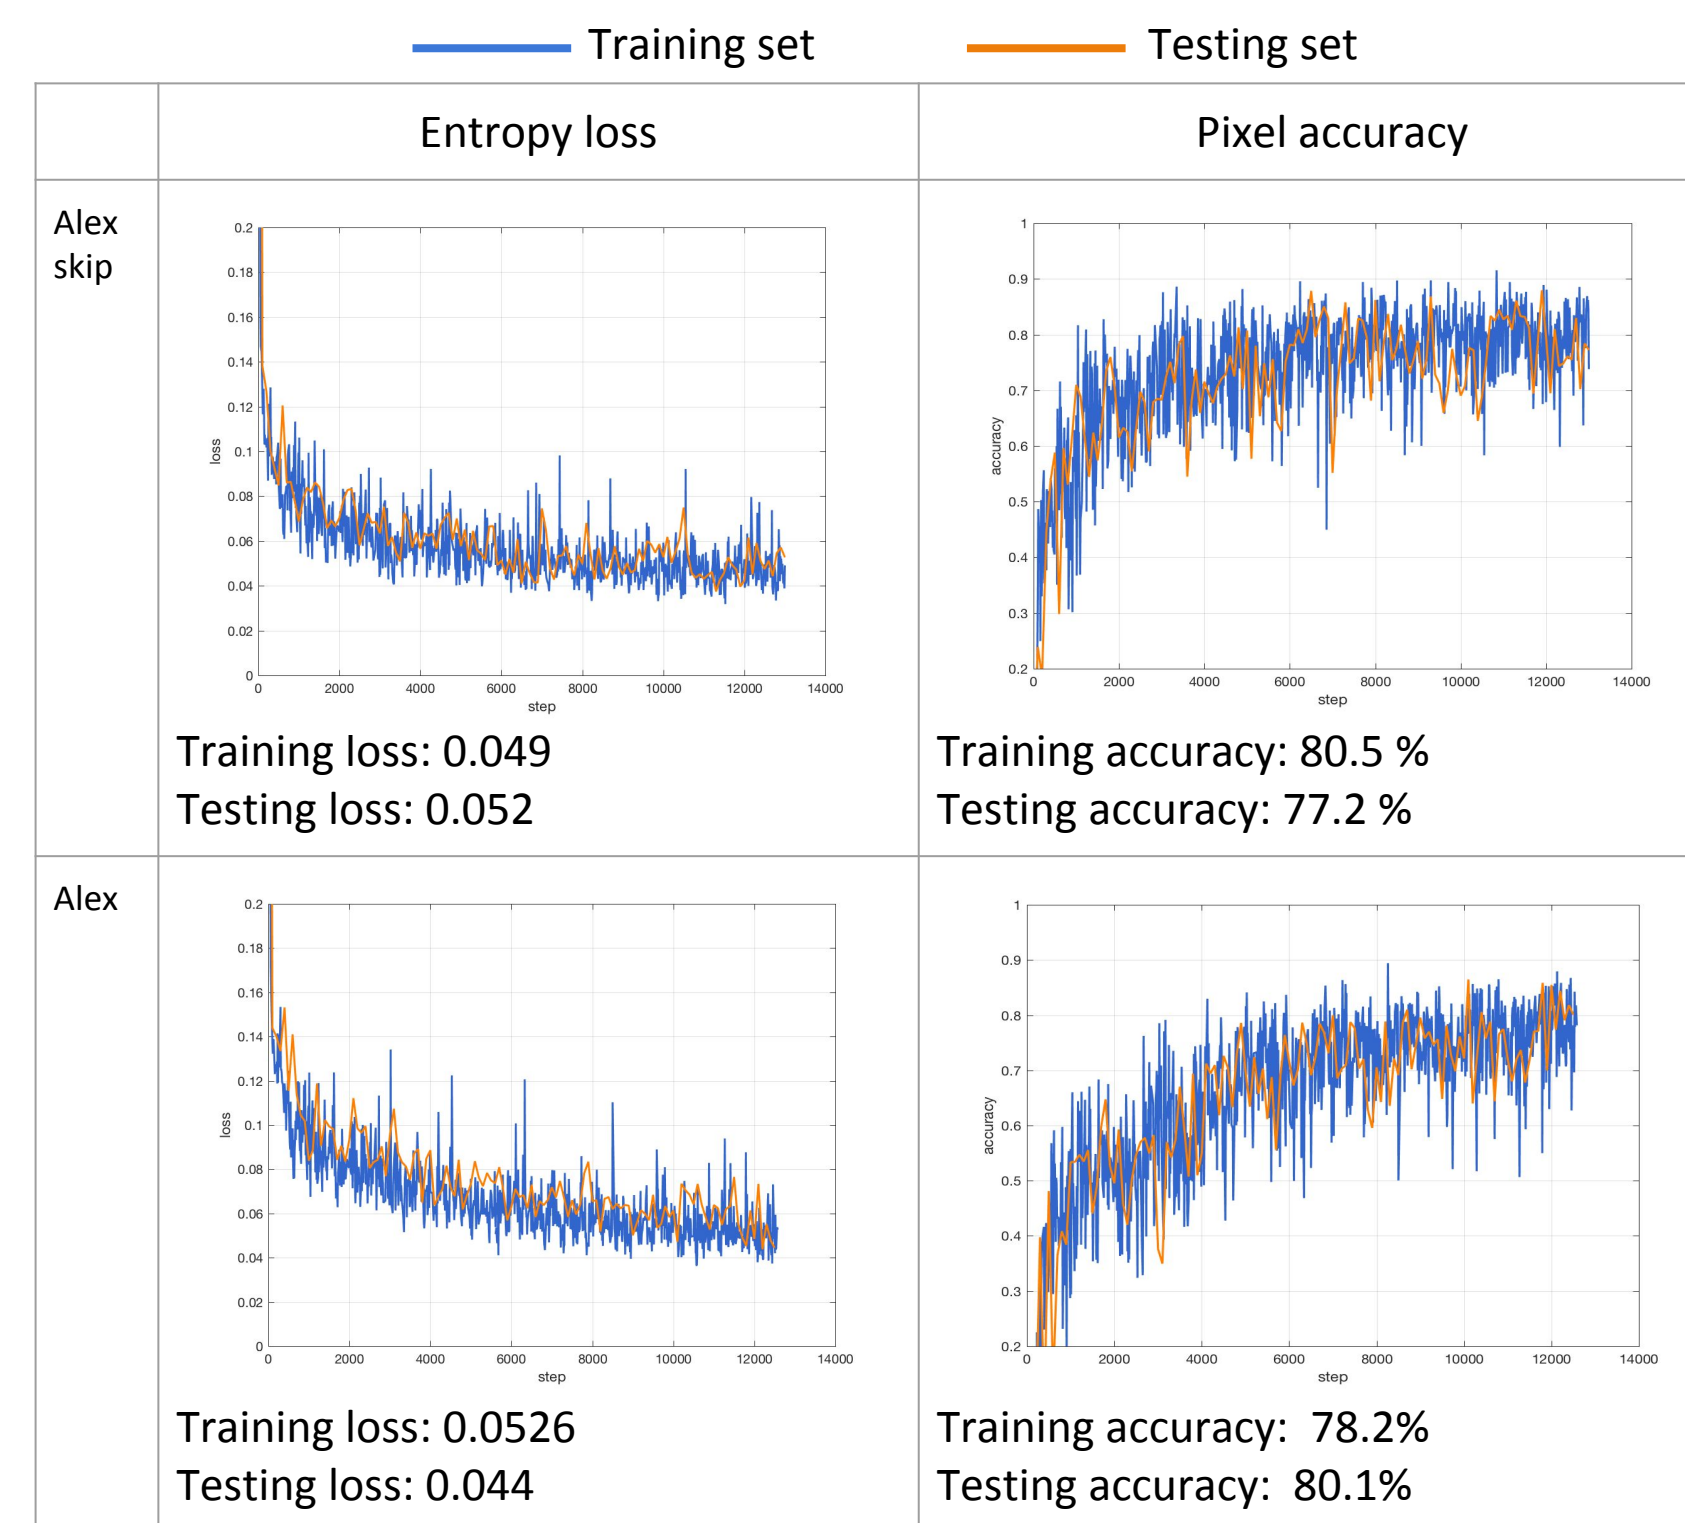 Training set
Testing set
Entropy loss
Pixel accuracy
Alex
skip
0.2
0.18
0.16
0.14
0.12
0.1
0.08
0.06
0.04
0.02
0
loss
0 2000 4000 6000 8000 10000 12000 14000
step
Training loss: 0.049
Testing loss: 0.052
1
0.9
0.8
0.7
0.6
0.5
0.4
0.3
0.2
accuracy
0 2000 4000 6000 8000 10000 12000 14000
step
Training accuracy: 80.5 %
Testing accuracy: 77.2 %
Alex
0.2
0.18
0.16
0.14
0.12
0.1
0.08
0.06
0.04
0.02
0
loss
0 2000 4000 6000 8000 10000 12000 14000
step
Training loss: 0.0526
Testing loss: 0.044
1
0.9
0.8
0.7
0.6
0.5
0.4
0.3
0.2
accuracy
0 2000 4000 6000 8000 10000 12000 14000
step
Training accuracy: 78.2%
Testing accuracy: 80.1%